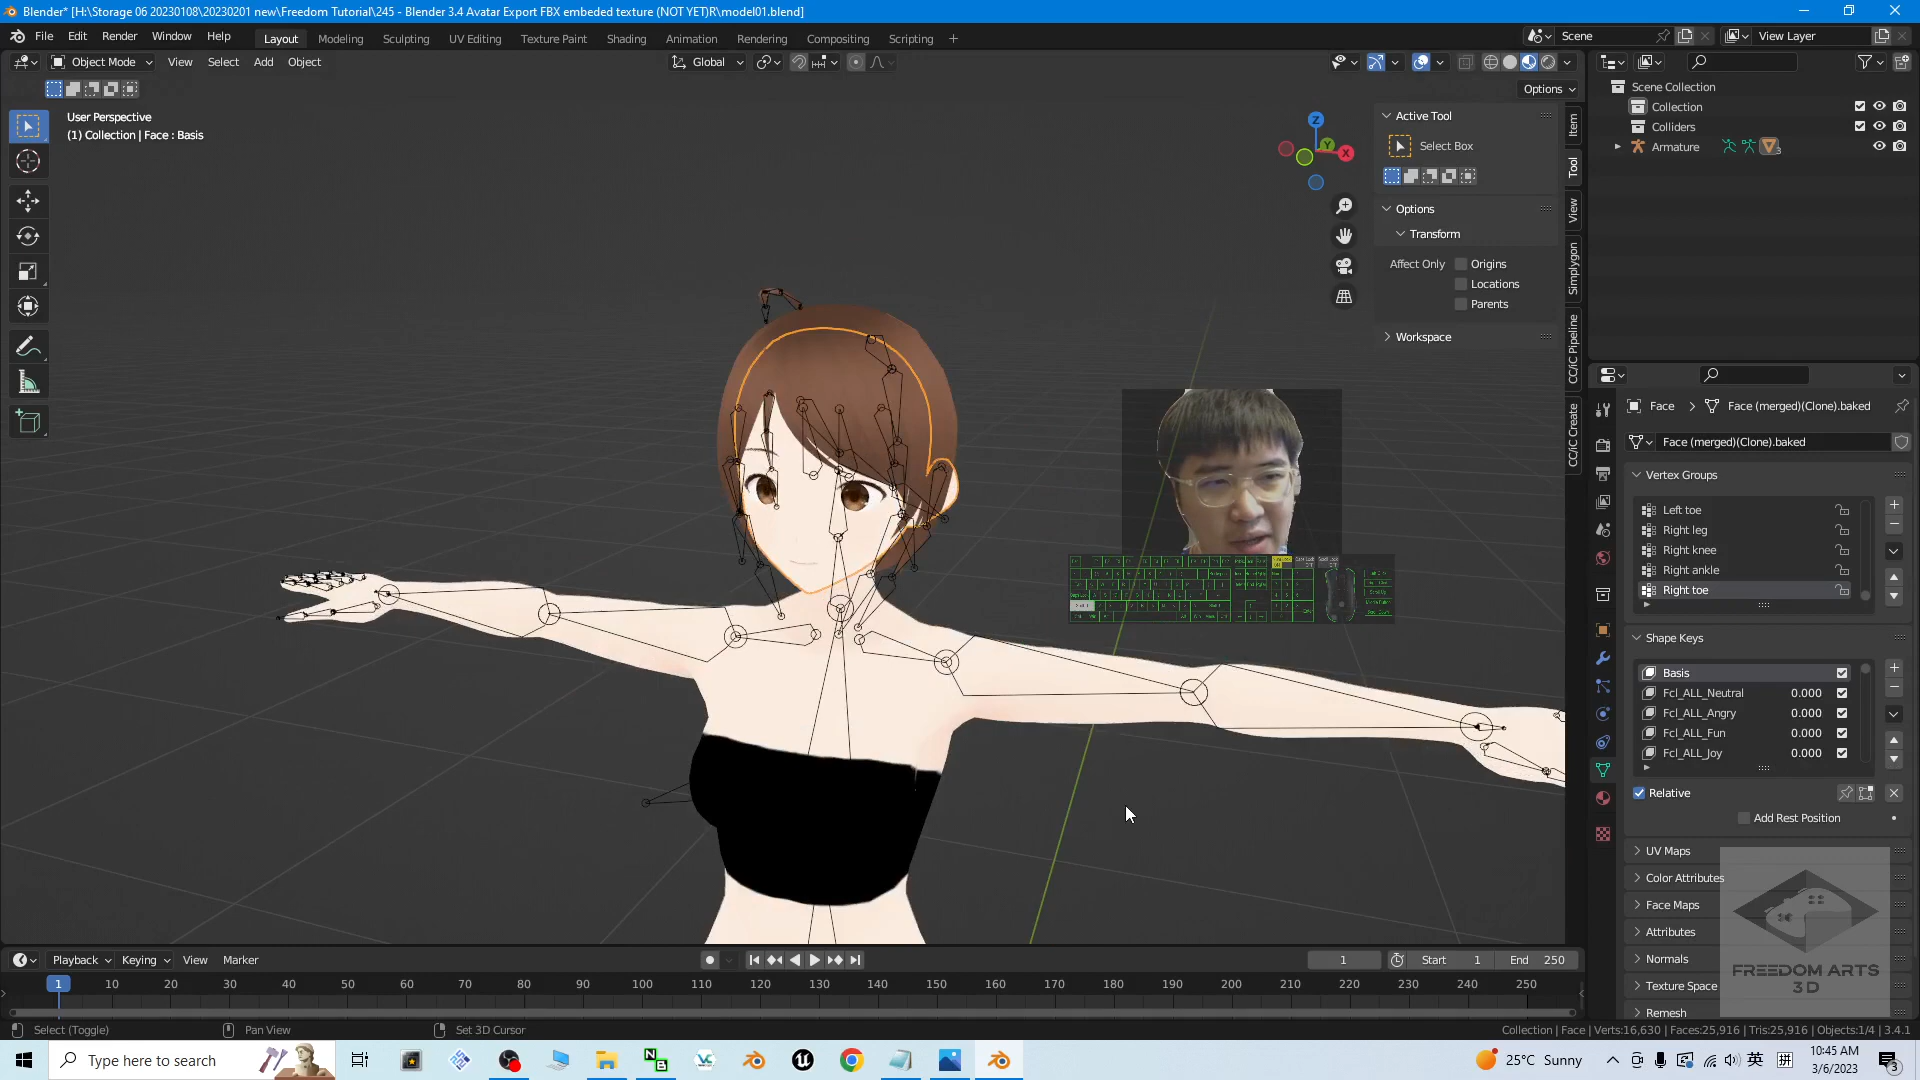 Blender* [H:\Storage 06 20230108\20230201 new\Freedom Tutorial\245 - Blender 3.4 Avatar Export FBX embeded texture (NOT YET)R\model01.blend]
File Edit Render Window Help Layout Modeling Sculpting UV Editing Texture Paint Shading Animation Rendering Compositing Scripting + Scene View Layer
Object Mode View Select Add Object Global
Options
User Perspective
(1) Collection | Face : Basis
Active Tool
Select Box
Options
Transform
Affect Only Origins
Locations
Parents
Workspace
Item
Tool
View
Simplygon
CC/iC Pipeline
CC/iC Create
Scene Collection
Collection
Colliders
Armature
Face > Face (merged)(Clone).baked
Face (merged)(Clone).baked
Vertex Groups
Left toe
Right leg
Right knee
Right ankle
Right toe
Shape Keys
Basis
Fcl_ALL_Neutral 0.000
Fcl_ALL_Angry 0.000
Fcl_ALL_Fun 0.000
Fcl_ALL_Joy 0.000
Relative
Add Rest Position
UV Maps
Color Attributes
Face Maps
Attributes
Normals
Texture Space
Remesh
FREEDOM ARTS
3D
Playback Keying View Marker 1 Start 1 End 250
1 10 20 30 40 50 60 70 80 90 100 110 120 130 140 150 160 170 180 190 200 210 220 230 240 250
Select (Toggle) Pan View Set 3D Cursor Collection | Face | Verts:16,630 | Faces:25,916 | Tris:25,916 | Objects:1/4 | 3.4.1
Type here to search 25°C Sunny 英 拼 10:45 AM
3/6/2023
3